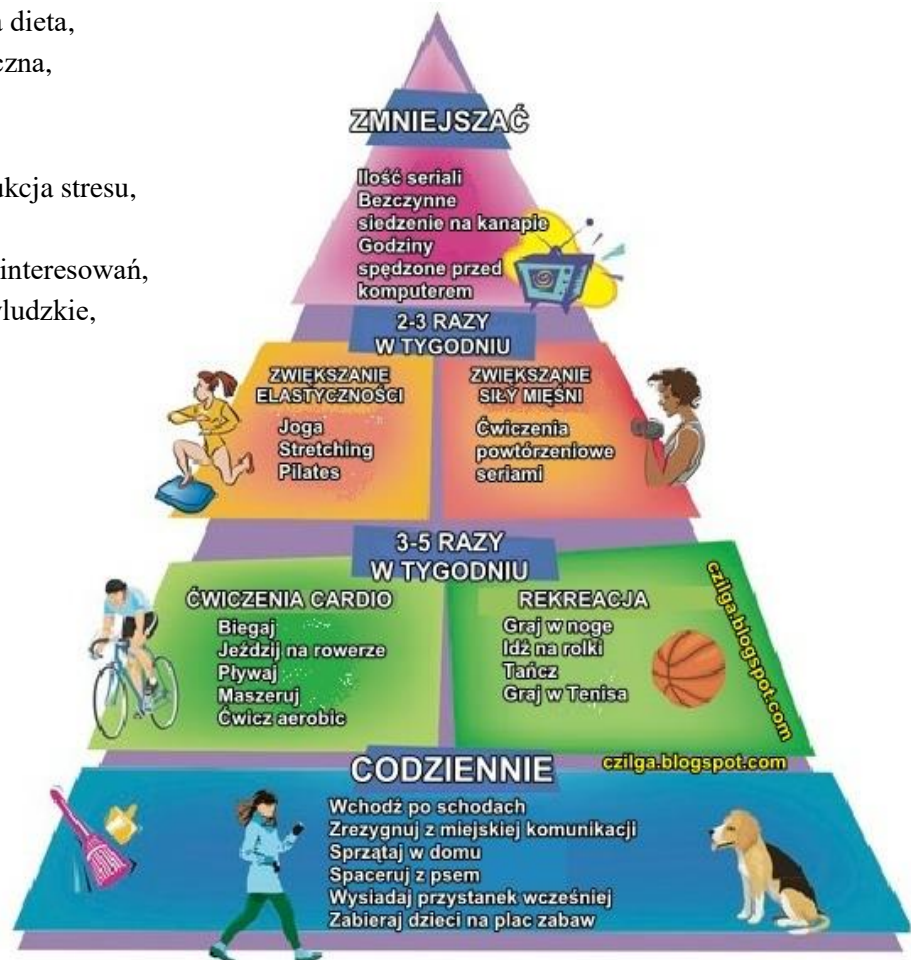 dieta,
czna,
ukcja stresu,
interesowań,
yludzkie,
ZMNIEJSZAĆ
Ilość seriali
Bezczynne
siedzenie na kanapie
Godziny
spędzone przed
komputerem
2-3 RAZY
W TYGODNIU
ZWIĘKSZANIE
ELASTYCZNOŚCI
Joga
Stretching
Pilates
ZWIĘKSZANIE
SIŁY MIĘŚNI
Ćwiczenia
powtórzeniowe
seriami
3-5 RAZY
W TYGODNIU
ĆWICZENIA CARDIO
Biegaj
Jeździj na rowerze
Pływaj
Maszeruj
Ćwicz aerobic
REKREACJA
Graj w noge
Idź na rolki
Tańcz
Graj w Tenisa
czilga.blogspot.com
czilga.blogspot.com
CODZIENNIE
Wchodź po schodach
Zrezygnuj z miejskiej komunikacji
Sprzątaj w domu
Spaceruj z psem
Wysiadaj przystanek wcześniej
Zabieraj dzieci na plac zabaw